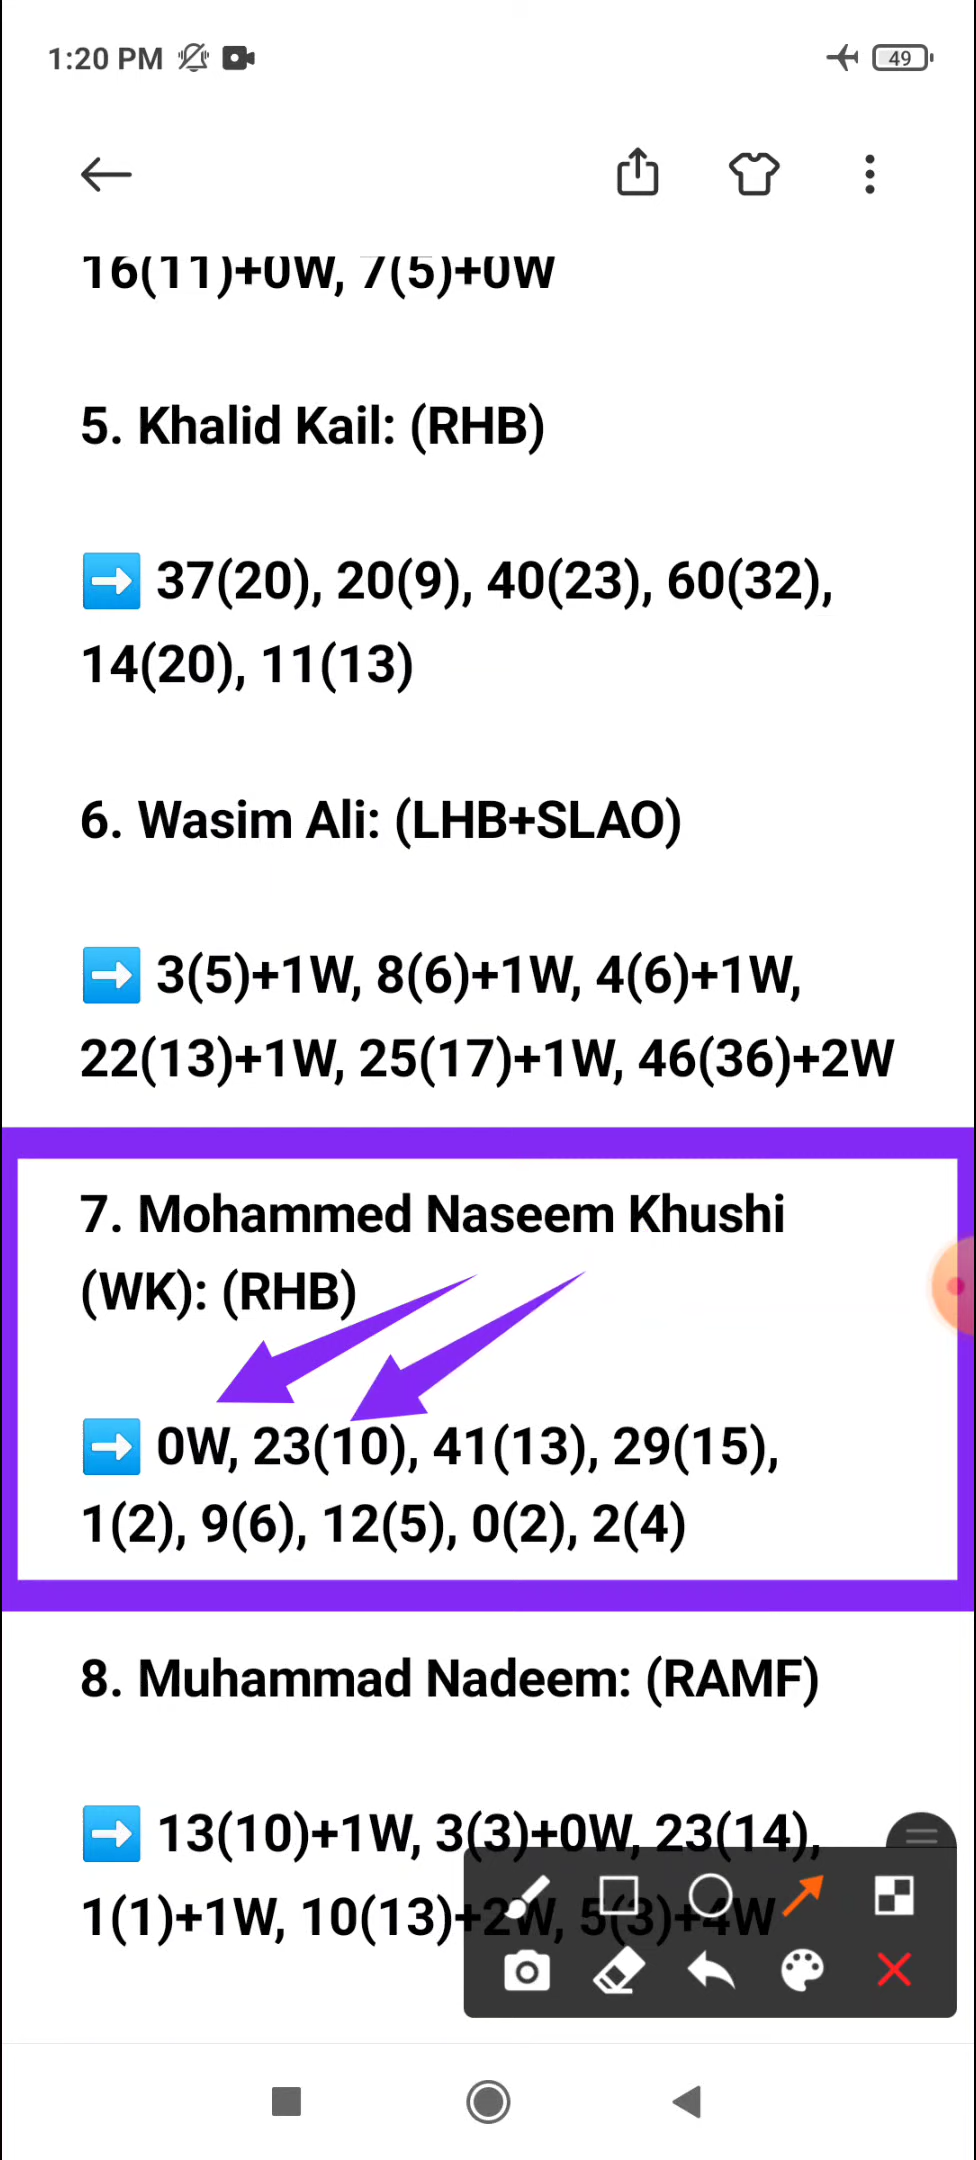 1:20 PM
49
16(11)+0W, 7(5)+0W
5. Khalid Kail: (RHB)
➡️ 37(20), 20(9), 40(23), 60(32),
14(20), 11(13)
6. Wasim Ali: (LHB+SLAO)
➡️ 3(5)+1W, 8(6)+1W, 4(6)+1W,
22(13)+1W, 25(17)+1W, 46(36)+2W
7. Mohammed Naseem Khushi
(WK): (RHB)
➡️ 0W, 23(10), 41(13), 29(15),
1(2), 9(6), 12(5), 0(2), 2(4)
8. Muhammad Nadeem: (RAMF)
➡️ 13(10)+1W, 3(3)+0W, 23(14),
1(1)+1W, 10(13)+2W, 5(3)+4W